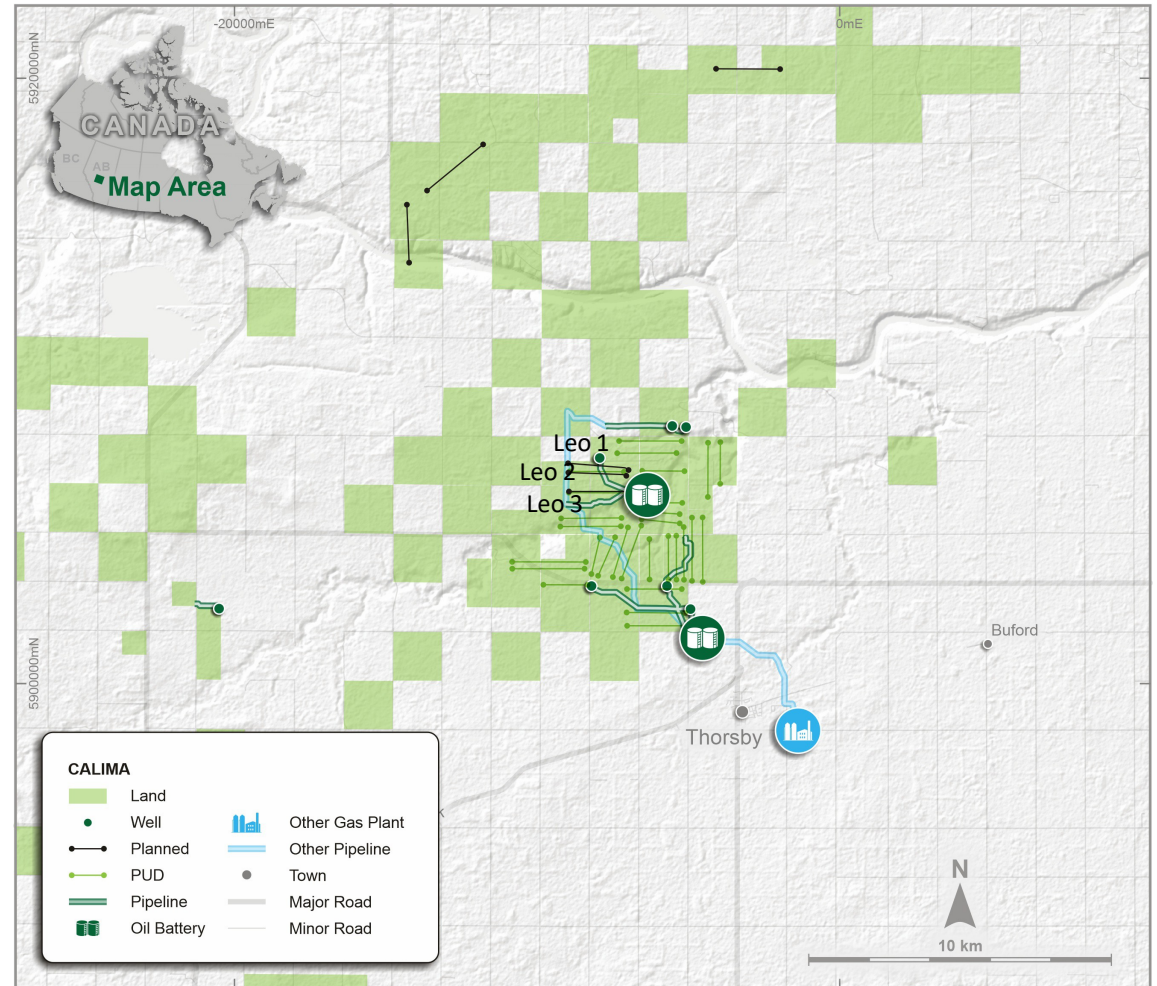 -20000mE
0mE
5920000mN
CANADA
BC
AB
Map Area
Leo 1
Leo 2
Leo 3
5900000mN
Buford
Thorsby
CALIMA
Land
Well
Planned
PUD
Pipeline
Oil Battery
Other Gas Plant
Other Pipeline
Town
Major Road
Minor Road
N
10 km